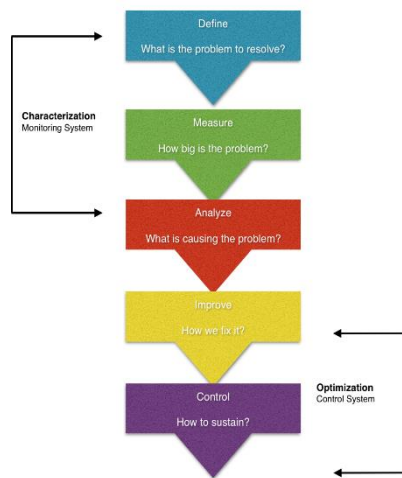 Define
What is the problem to resolve?
Characterization
Monitoring System
Measure
How big is the problem?
Analyze
What is causing the problem?
Improve
How we fix it?
Control
How to sustain?
Optimization
Control System